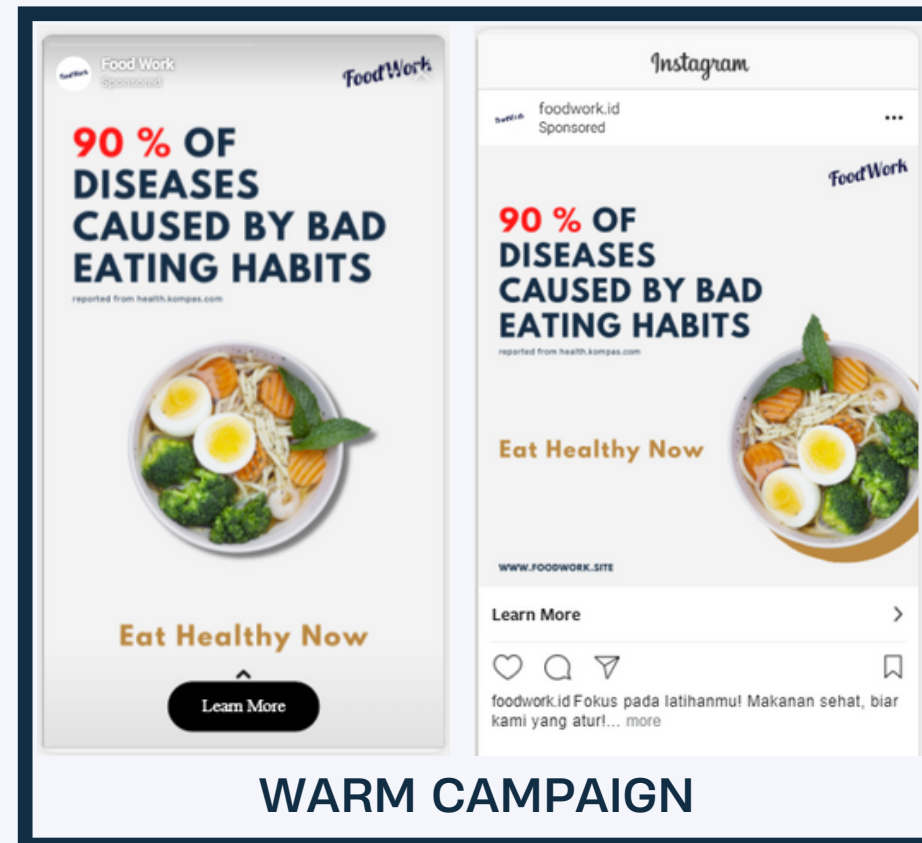 Food Work
Sponsored
FoodWork
90 % OF
DISEASES
CAUSED BY BAD
EATING HABITS
reported from health.kompas.com
Eat Healthy Now
Learn More
Instagram
foodwork.id
Sponsored
FoodWork
90 % OF
DISEASES
CAUSED BY BAD
EATING HABITS
reported from health.kompas.com
Eat Healthy Now
WWW.FOODWORK.SITE
Learn More
foodwork.id Fokus pada latihanmu! Makanan sehat, biar
kami yang atur!... more
WARM CAMPAIGN